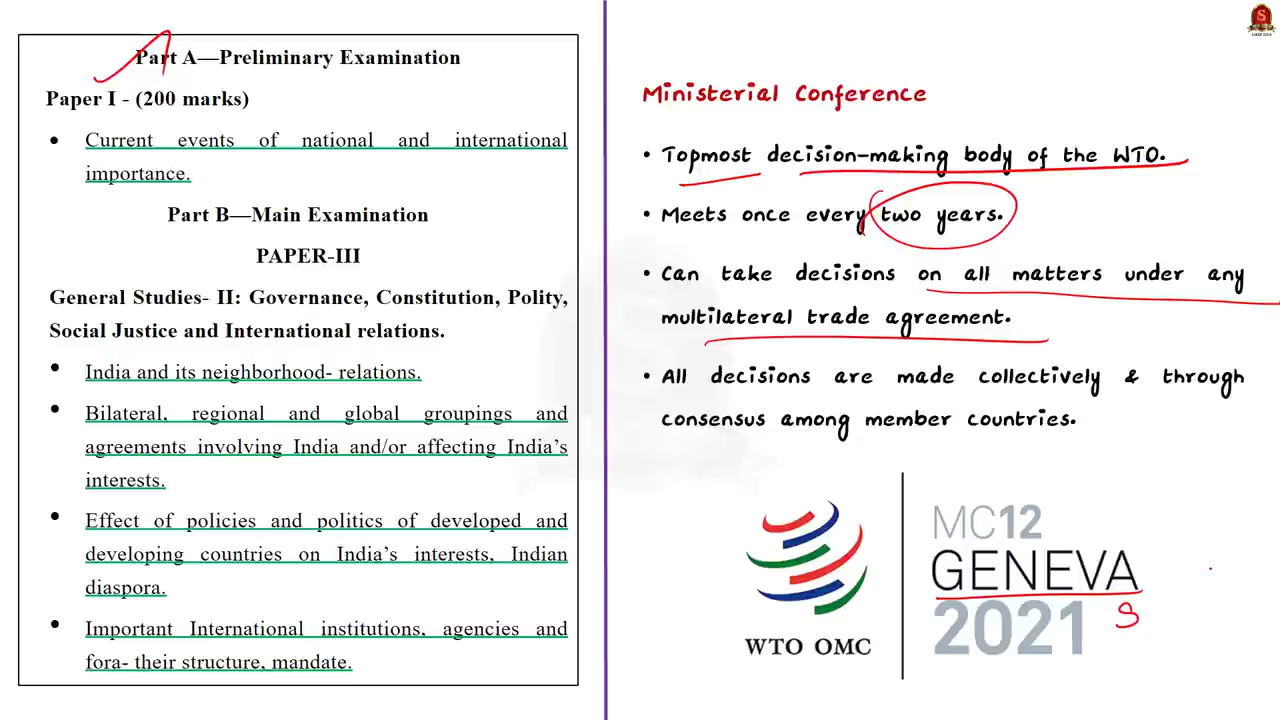 Part A—Preliminary Examination
Paper I - (200 marks)
• Current events of national and international
importance.
Part B—Main Examination
PAPER-III
General Studies- II: Governance, Constitution, Polity,
Social Justice and International relations.
• India and its neighborhood- relations.
• Bilateral, regional and global groupings and
agreements involving India and/or affecting India's
interests.
• Effect of policies and politics of developed and
developing countries on India's interests, Indian
diaspora.
• Important International institutions, agencies and
fora- their structure, mandate.
Ministerial Conference
• Topmost decision-making body of the WTO.
• Meets once every two years.
• Can take decisions on all matters under any
multilateral trade agreement.
• All decisions are made collectively & through
consensus among member countries.
WTO OMC
MC12
GENEVA
2021
S